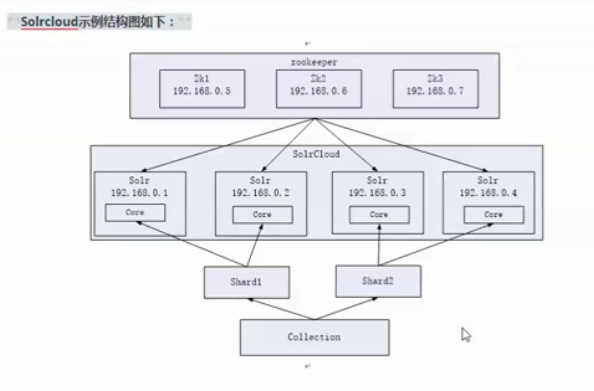 Solrcloud示例结构图如下：
zookeeper
Zk1
192.168.0.5
Zk2
192.168.0.6
Zk3
192.168.0.7
SolrCloud
Solr
192.168.0.1
Core
Solr
192.168.0.2
Core
Solr
192.168.0.3
Core
Solr
192.168.0.4
Core
Shard1
Shard2
Collection